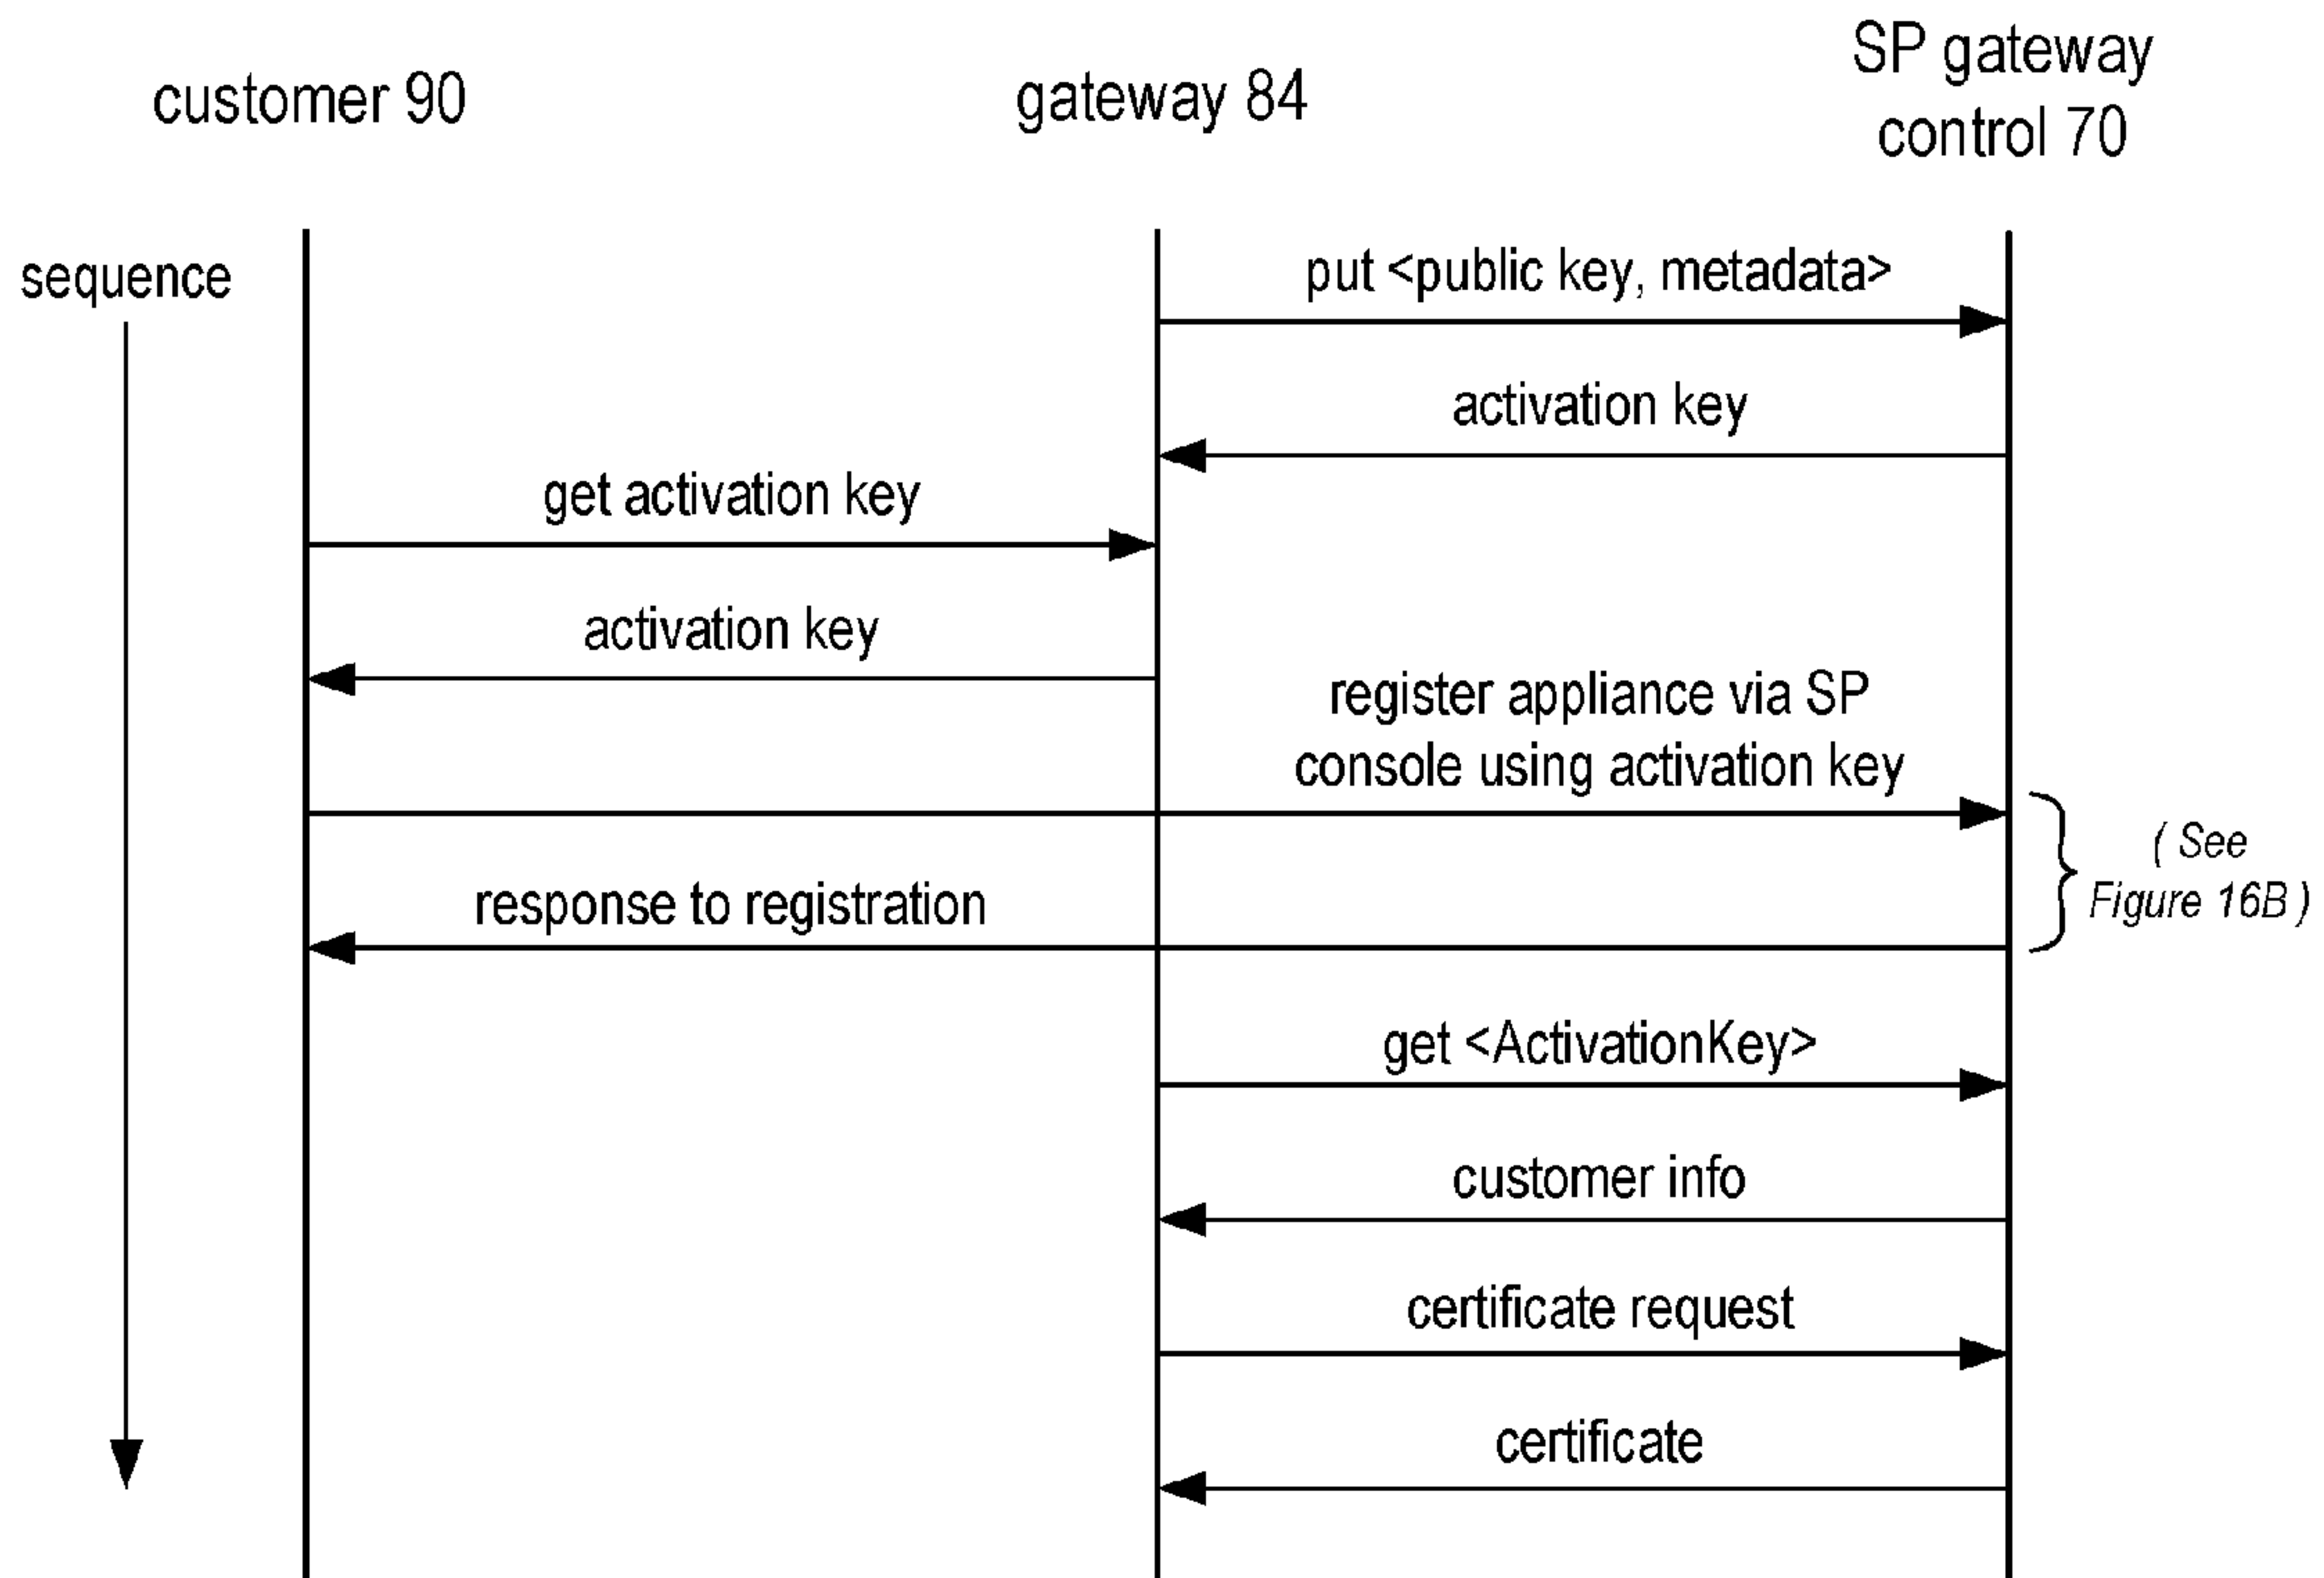 SP gateway
control 70
customer 90
gateway 84
sequence
put <public key, metadata>
activation key
get activation key
activation key
register appliance via SP
console using activation key
( See
Figure 16B )
response to registration
get <ActivationKey>
customer info
certificate request
certificate